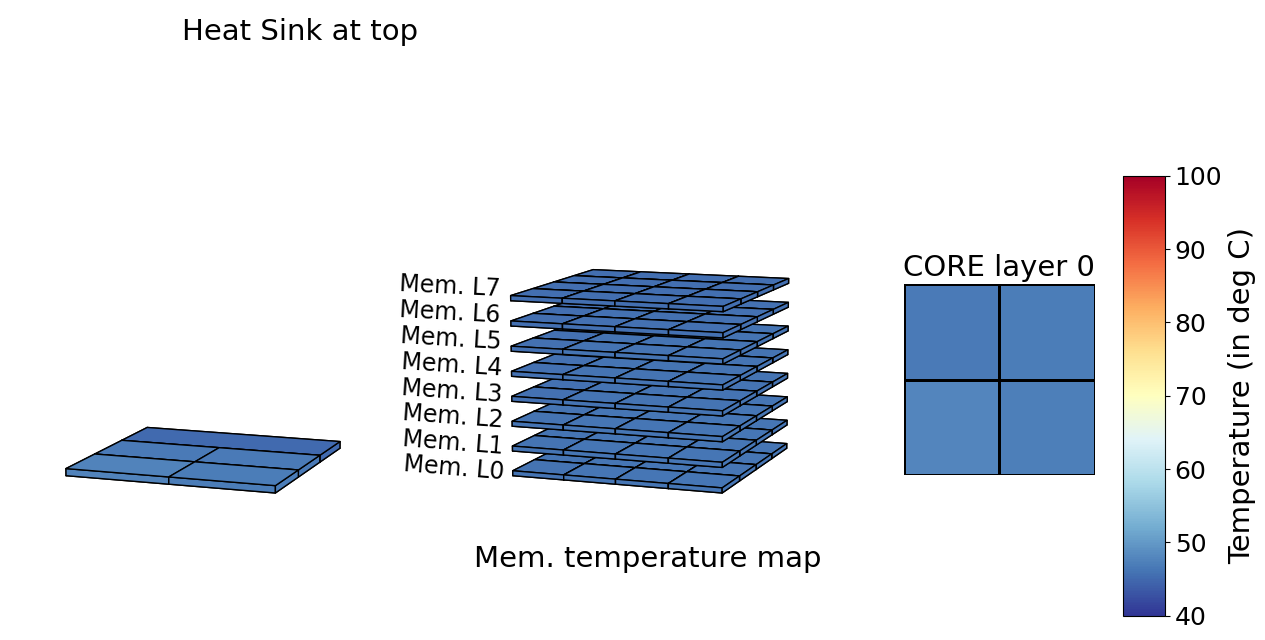 Heat Sink at top
Mem. L7
Mem. L6
Mem. L5
Mem. L4
Mem. L3
Mem. L2
Mem. L1
Mem. L0
Mem. temperature map
CORE layer 0
100
90
80
70
60
50
40
Temperature (in deg C)